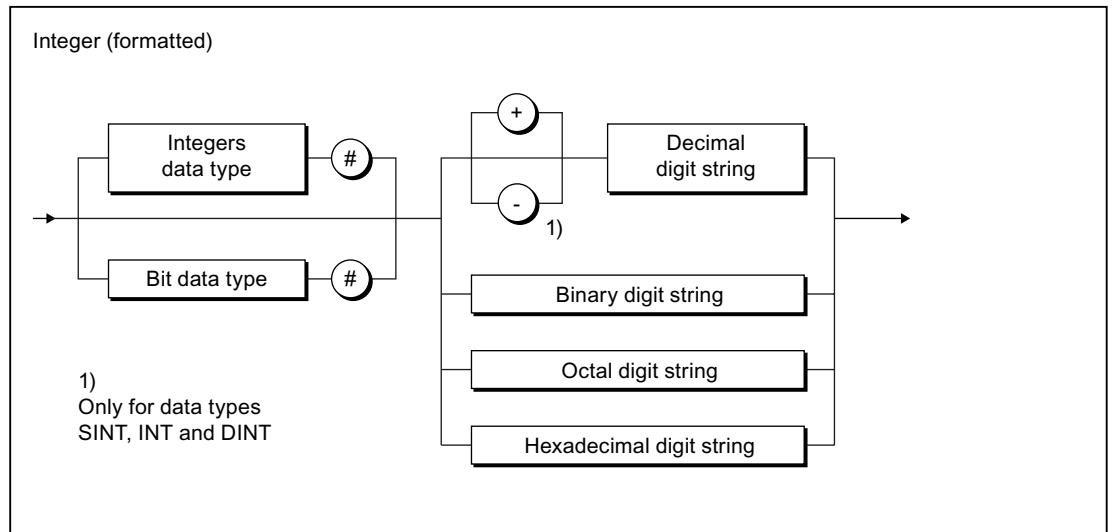 Integer (formatted)
Integers
data type
#
+
-
1)
Decimal
digit string
Bit data type
#
Binary digit string
Octal digit string
Hexadecimal digit string
1)
Only for data types
SINT, INT and DINT